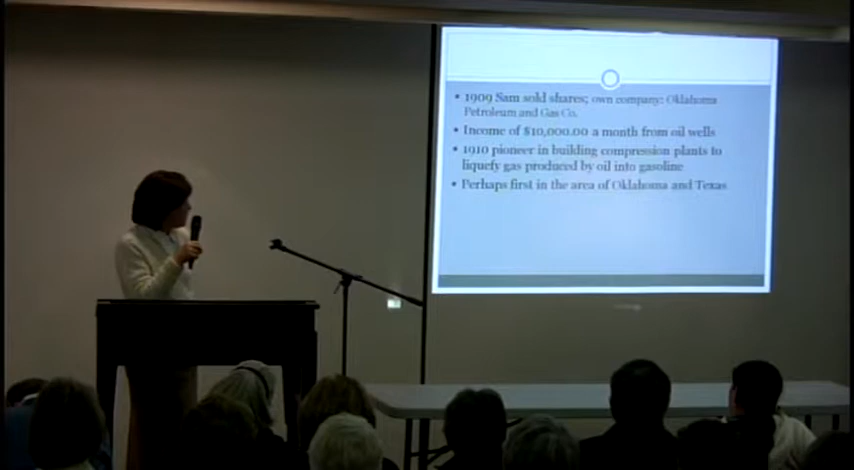 • 1909 Sam sold shares; own company: Oklahoma
Petroleum and Gas Co.
• Income of $10,000.00 a month from oil wells
• 1910 pioneer in building compression plants to
liquefy gas produced by oil into gasoline
• Perhaps first in the area of Oklahoma and Texas